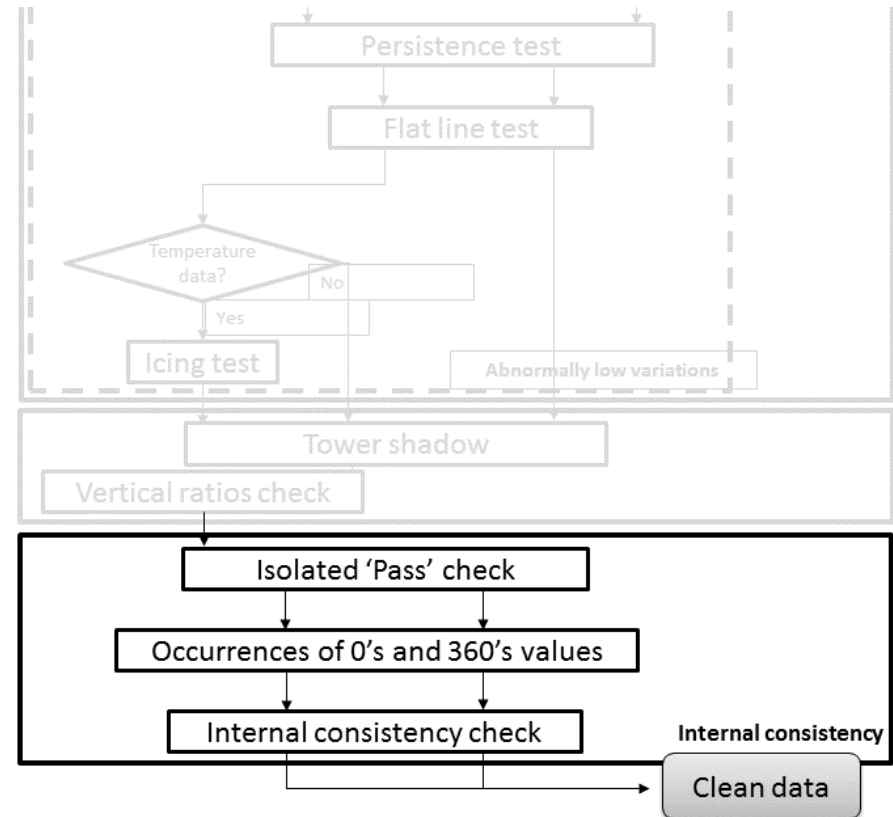 Persistence test
Flat line test
Temperature
data?
No
Yes
Icing test
Abnormally low variations
Tower shadow
Vertical ratios check
Isolated ‘Pass’ check
Occurrences of 0’s and 360’s values
Internal consistency check
Internal consistency
Clean data